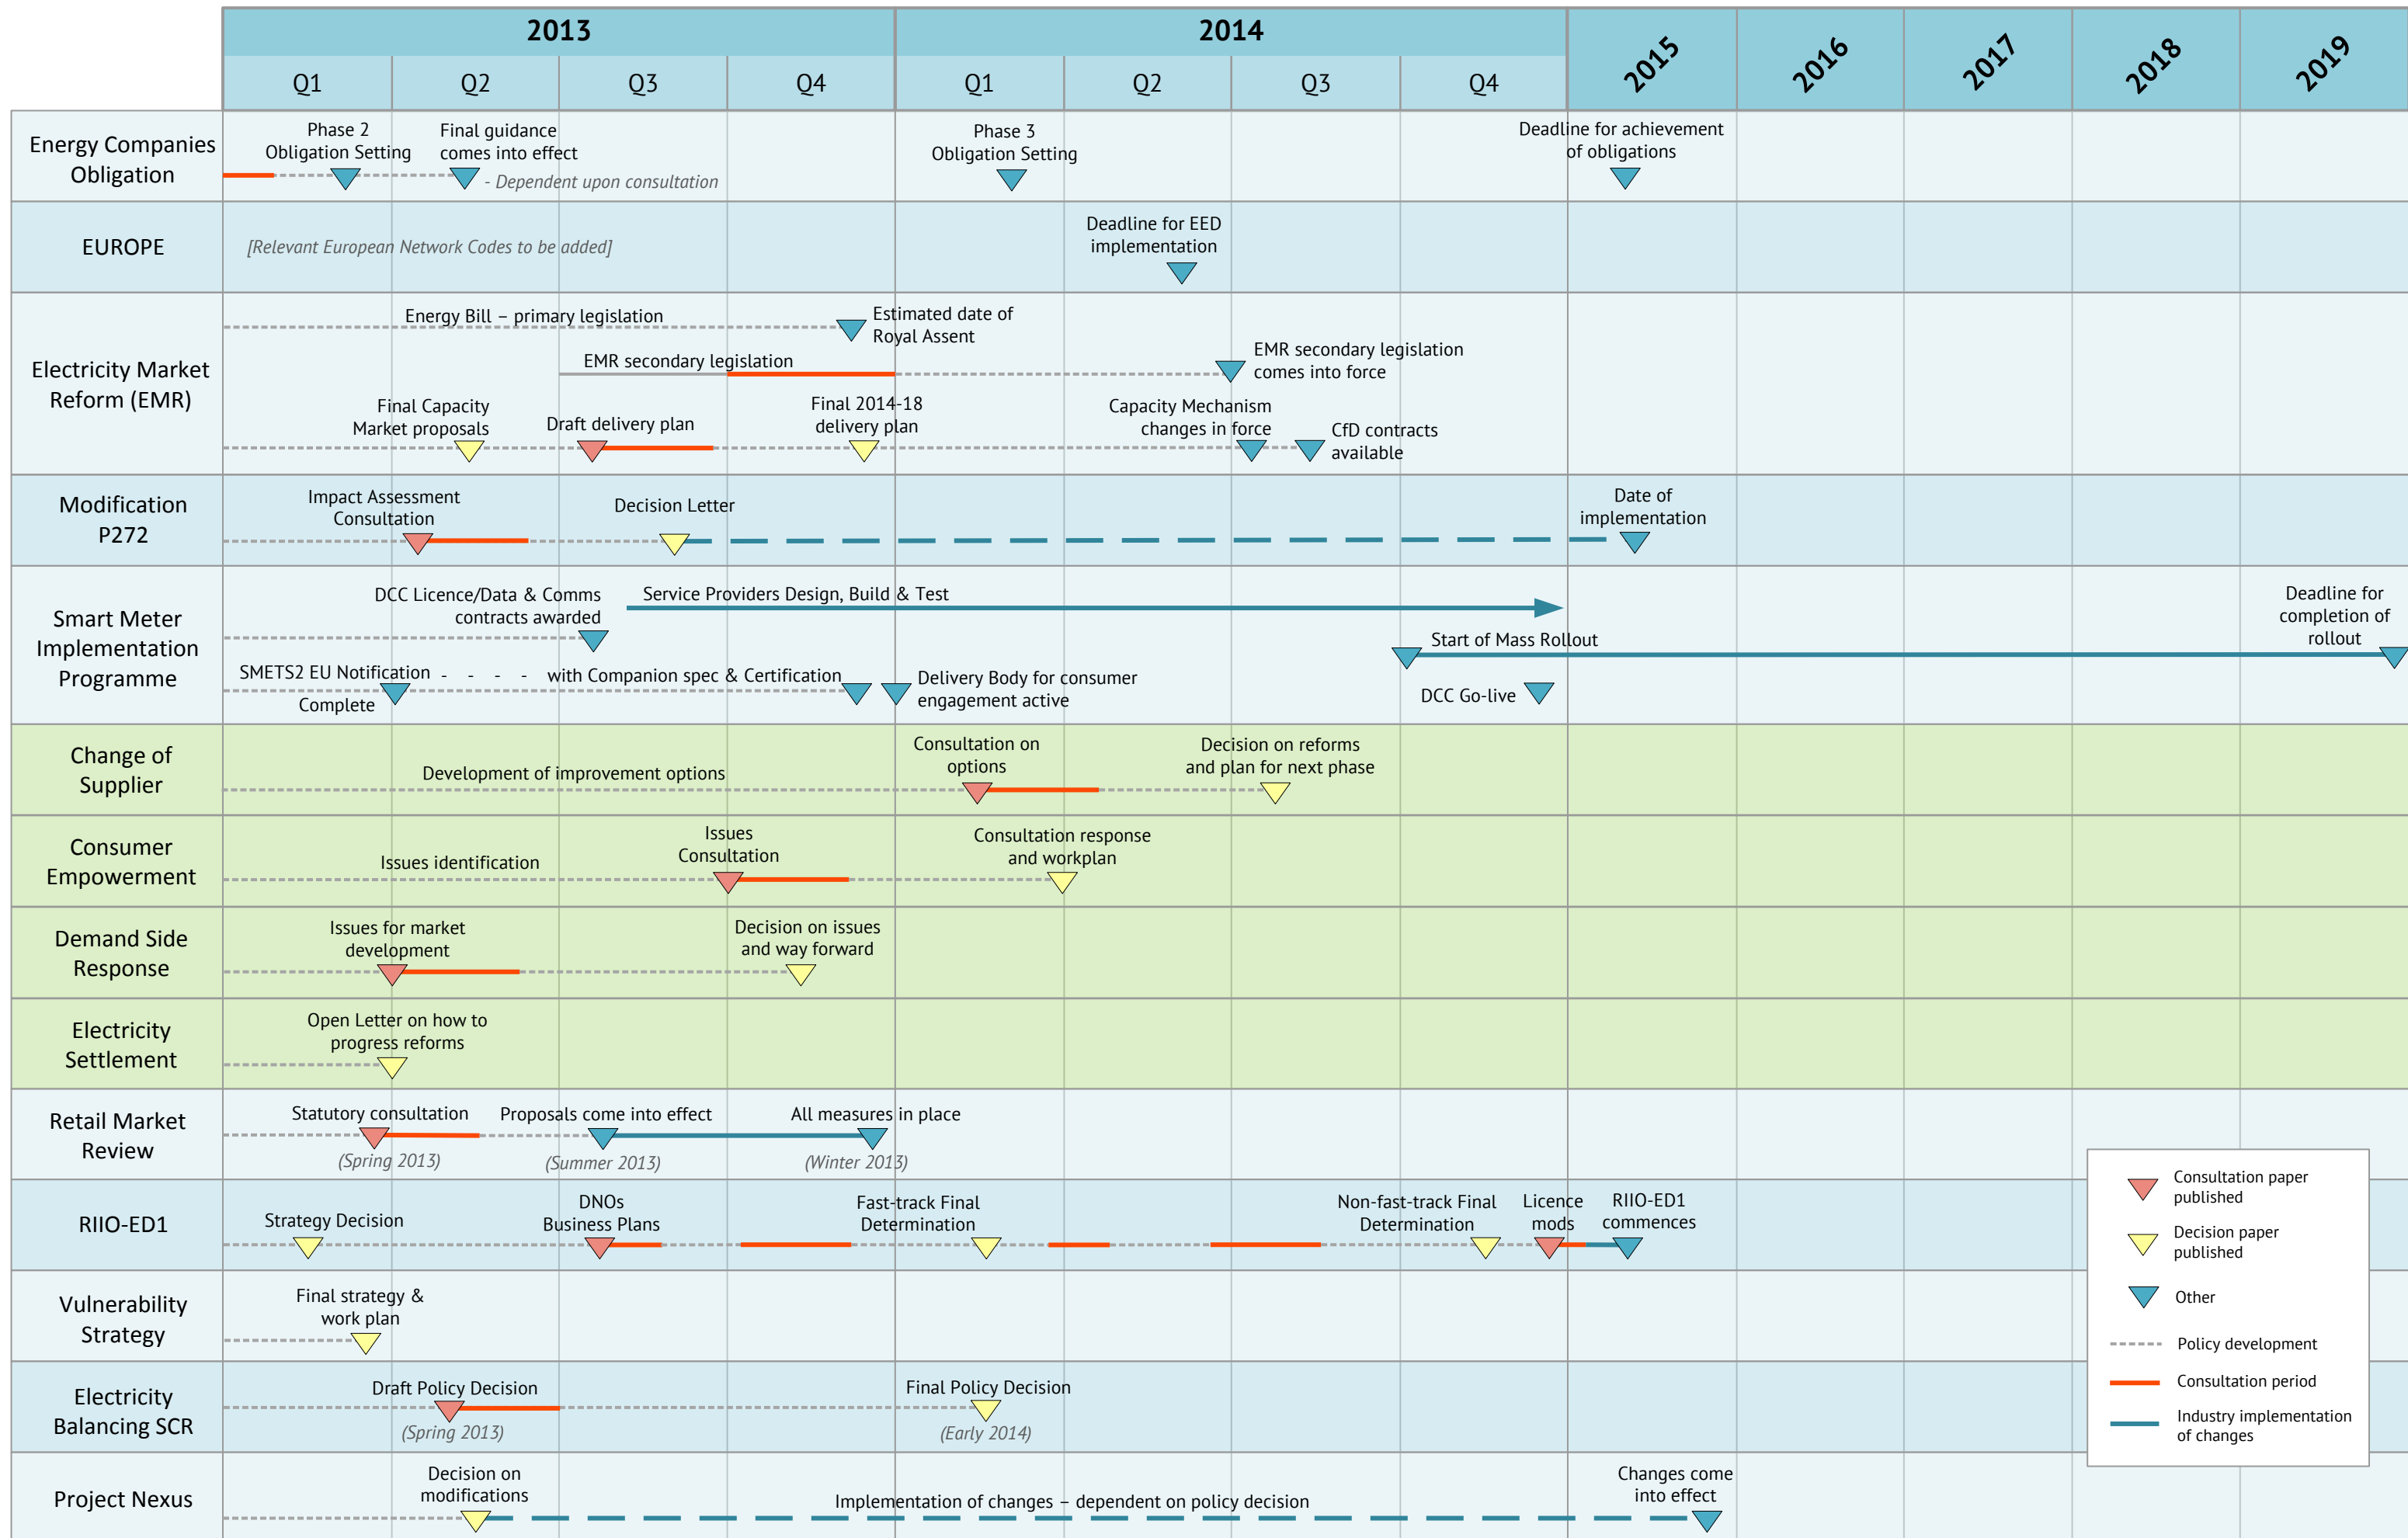 2013
2014
2015
2016
2017
2018
2019
Q1
Q2
Q3
Q4
Q1
Q2
Q3
Q4
Energy Companies
Obligation
Phase 2
Obligation Setting
Final guidance
comes into effect
- Dependent upon consultation
Phase 3
Obligation Setting
Deadline for achievement
of obligations
EUROPE
[Relevant European Network Codes to be added]
Deadline for EED
implementation
Electricity Market
Reform (EMR)
Energy Bill – primary legislation
Estimated date of
Royal Assent
EMR secondary legislation
EMR secondary legislation
comes into force
Final Capacity
Market proposals
Draft delivery plan
Final 2014-18
delivery plan
Capacity Mechanism
changes in force
CfD contracts
available
Modification
P272
Impact Assessment
Consultation
Decision Letter
Date of
implementation
Smart Meter
Implementation
Programme
DCC Licence/Data & Comms
contracts awarded
Service Providers Design, Build & Test
Start of Mass Rollout
Deadline for
completion of
rollout
SMETS2 EU Notification - - - - with Companion spec & Certification
Complete
Delivery Body for consumer
engagement active
DCC Go-live
Change of
Supplier
Development of improvement options
Consultation on
options
Decision on reforms
and plan for next phase
Consumer
Empowerment
Issues identification
Issues
Consultation
Consultation response
and workplan
Demand Side
Response
Issues for market
development
Decision on issues
and way forward
Electricity
Settlement
Open Letter on how to
progress reforms
Retail Market
Review
Statutory consultation
(Spring 2013)
Proposals come into effect
(Summer 2013)
All measures in place
(Winter 2013)
RIIO-ED1
Strategy Decision
DNOs
Business Plans
Fast-track Final
Determination
Non-fast-track Final
Determination
Licence
mods
RIIO-ED1
commences
Vulnerability
Strategy
Final strategy &
work plan
Electricity
Balancing SCR
Draft Policy Decision
(Spring 2013)
Final Policy Decision
(Early 2014)
Project Nexus
Decision on
modifications
Implementation of changes – dependent on policy decision
Changes come
into effect
Consultation paper
published
Decision paper
published
Other
Policy development
Consultation period
Industry implementation
of changes